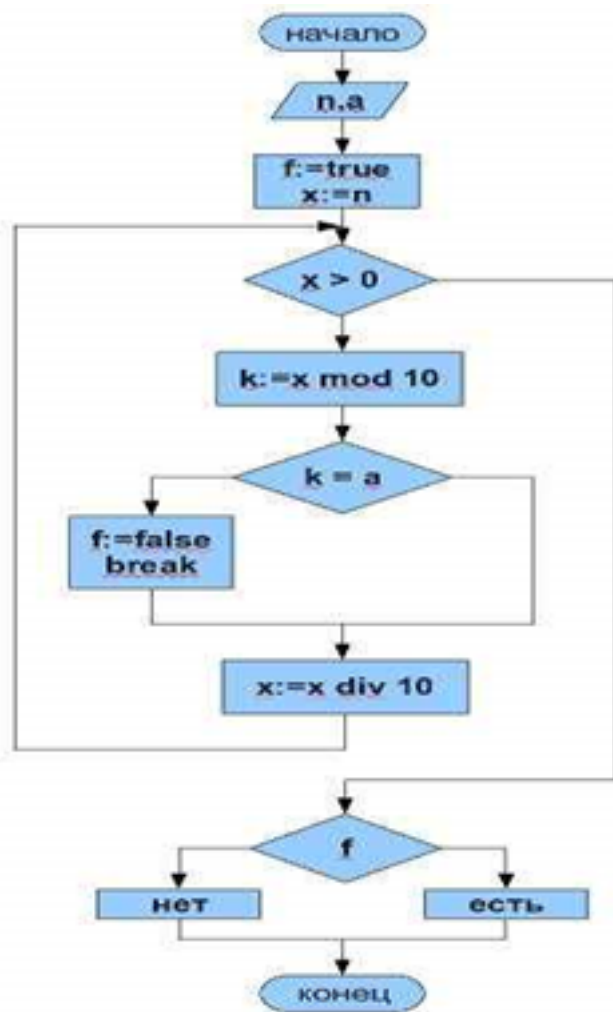 начало
n,a
f:=true
x:=n
x > 0
k:=x mod 10
k = a
f:=false
break
x:=x div 10
f
нет
есть
конец